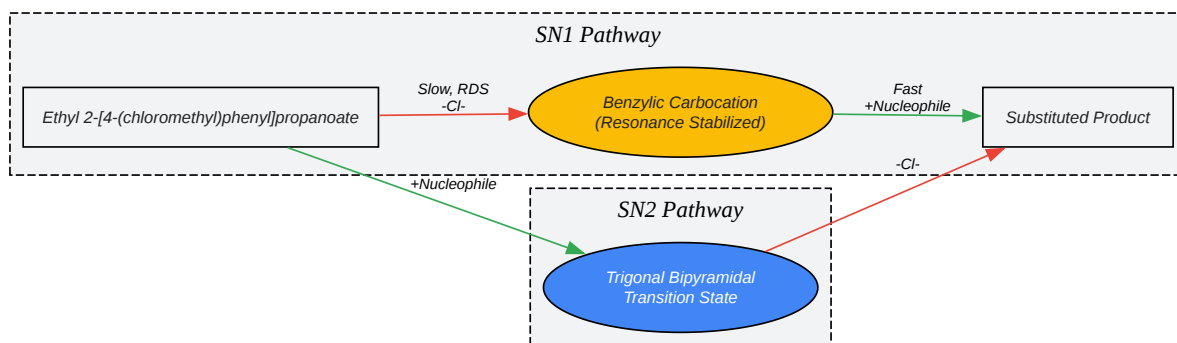 SN1 Pathway
Slow, RDS
-Cl-
Fast
+Nucleophile
Ethyl 2-[4-(chloromethyl)phenyl]propanoate
Benzylic Carbocation
(Resonance Stabilized)
Substituted Product
+Nucleophile
-Cl-
SN2 Pathway
Trigonal Bipyramidal
Transition State